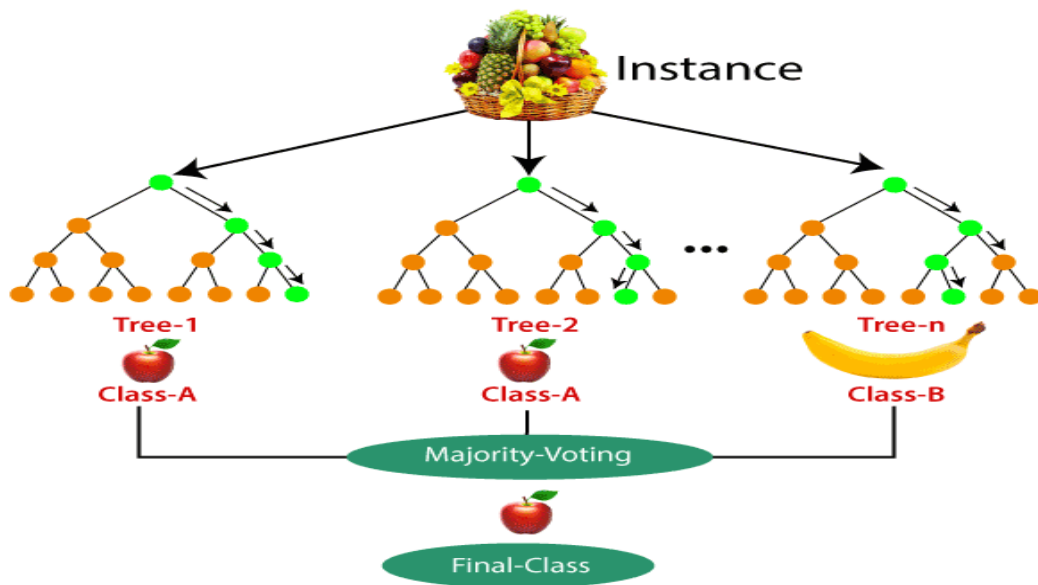 Instance
Tree-1
Tree-2
Tree-n
Class-A
Class-A
Class-B
Majority-Voting
Final-Class